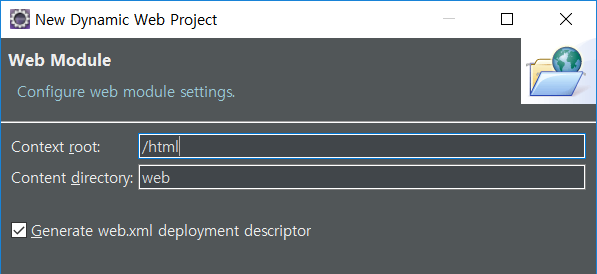 New Dynamic Web Project
Web Module
Configure web module settings.
Context root: /html
Content directory: web
Generate web.xml deployment descriptor